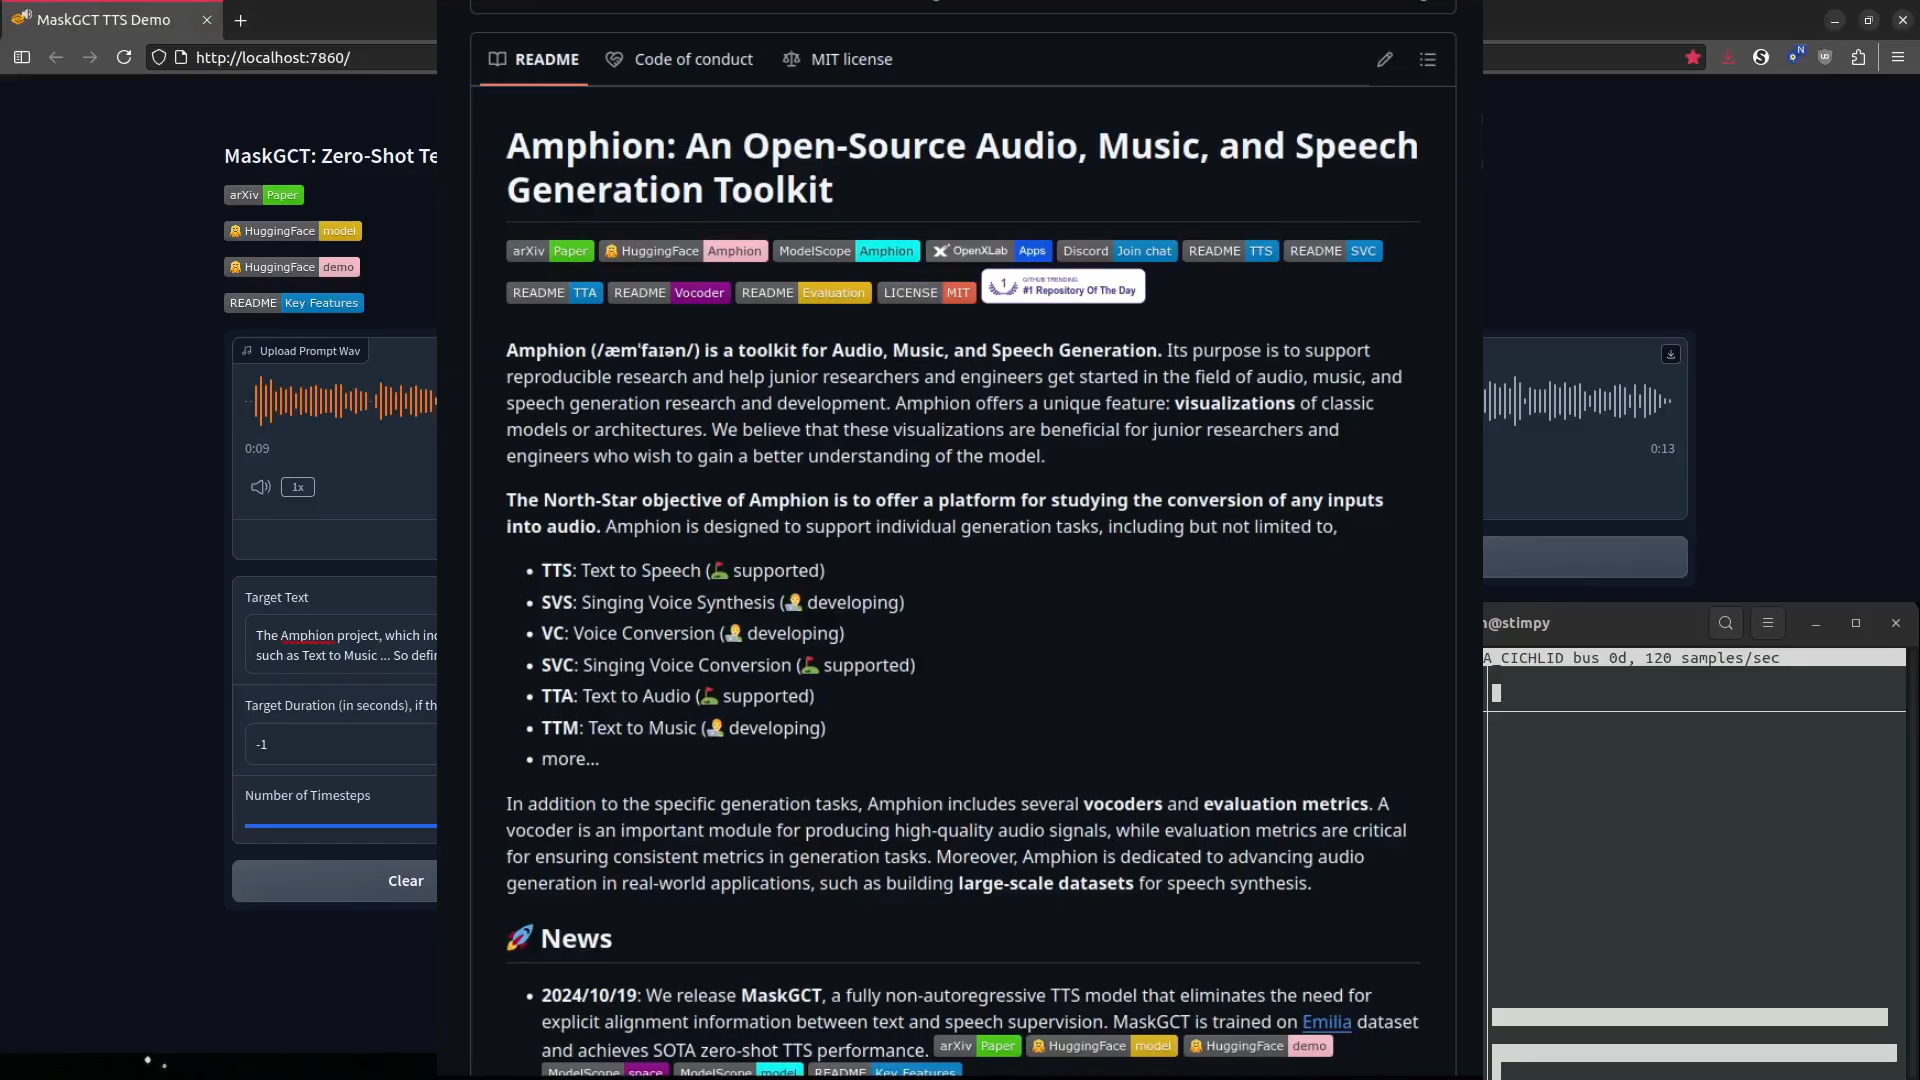 MaskGCT TTS Demo
http://localhost:7860/
MaskGCT: Zero-Shot Te
arXiv Paper
HuggingFace model
HuggingFace demo
README Key Features
Upload Prompt Wav
0:09
1x
Target Text
The Amphion project, which inc
such as Text to Music ... So defin
Target Duration (in seconds), if th
-1
Number of Timesteps
Clear
README
Code of conduct
MIT license
Amphion: An Open-Source Audio, Music, and Speech
Generation Toolkit
arXiv Paper HuggingFace Amphion ModelScope Amphion OpenXLab Apps Discord Join chat README TTS README SVC
README TTA README Vocoder README Evaluation LICENSE MIT
GITHUB TRENDING
1 #1 Repository Of The Day
Amphion (/æmˈfaɪən/) is a toolkit for Audio, Music, and Speech Generation. Its purpose is to support
reproducible research and help junior researchers and engineers get started in the field of audio, music, and
speech generation research and development. Amphion offers a unique feature: visualizations of classic
models or architectures. We believe that these visualizations are beneficial for junior researchers and
engineers who wish to gain a better understanding of the model.
The North-Star objective of Amphion is to offer a platform for studying the conversion of any inputs
into audio. Amphion is designed to support individual generation tasks, including but not limited to,
• TTS: Text to Speech (⛳ supported)
• SVS: Singing Voice Synthesis (👨‍💻 developing)
• VC: Voice Conversion (👨‍💻 developing)
• SVC: Singing Voice Conversion (⛳ supported)
• TTA: Text to Audio (⛳ supported)
• TTM: Text to Music (👨‍💻 developing)
• more...
In addition to the specific generation tasks, Amphion includes several vocoders and evaluation metrics. A
vocoder is an important module for producing high-quality audio signals, while evaluation metrics are critical
for ensuring consistent metrics in generation tasks. Moreover, Amphion is dedicated to advancing audio
generation in real-world applications, such as building large-scale datasets for speech synthesis.
🚀 News
• 2024/10/19: We release MaskGCT, a fully non-autoregressive TTS model that eliminates the need for
explicit alignment information between text and speech supervision. MaskGCT is trained on Emilia dataset
and achieves SOTA zero-shot TTS performance. arXiv Paper HuggingFace model HuggingFace demo
ModelScope space ModelScope model README Key Features
0:13
n@stimpy
A_CICHLID bus 0d, 120 samples/sec